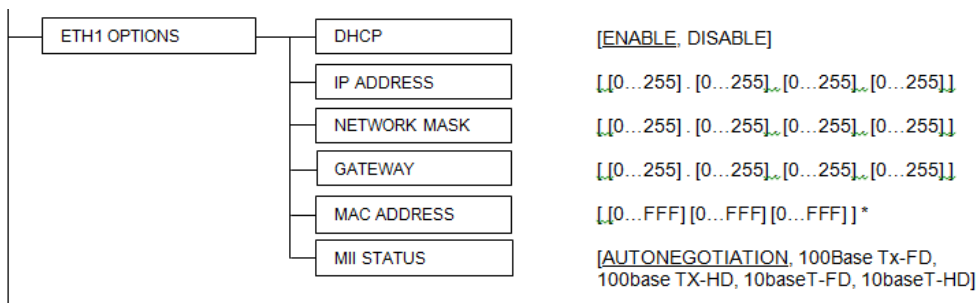 ETH1 OPTIONS DHCP [ENABLE, DISABLE]
IP ADDRESS [ [0...255] . [0...255] . [0...255] . [0...255] ]
NETWORK MASK [ [0...255] . [0...255] . [0...255] . [0...255] ]
GATEWAY [ [0...255] . [0...255] . [0...255] . [0...255] ]
MAC ADDRESS [ [0...FFF] [0...FFF] [0...FFF] ] *
MII STATUS [AUTONEGOTIATION, 100Base Tx-FD,
100base TX-HD, 10baseT-FD, 10baseT-HD]